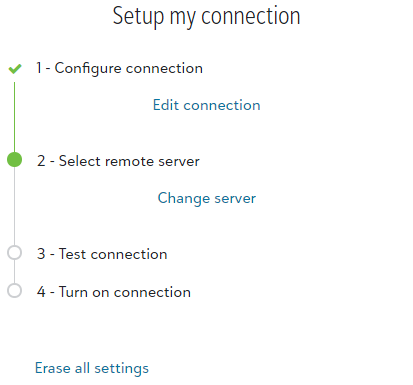 Setup my connection
1 - Configure connection
Edit connection
2 - Select remote server
Change server
3 - Test connection
4 - Turn on connection
Erase all settings